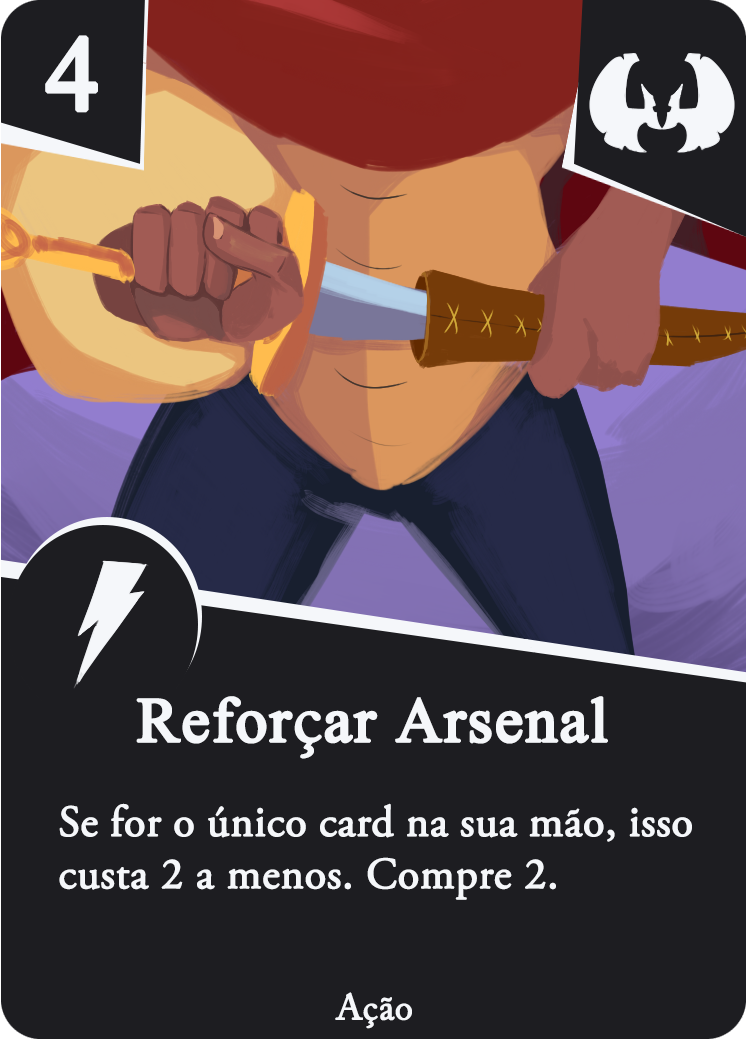 4
Reforçar Arsenal
Se for o único card na sua mão, isso
custa 2 a menos. Compre 2.
Ação